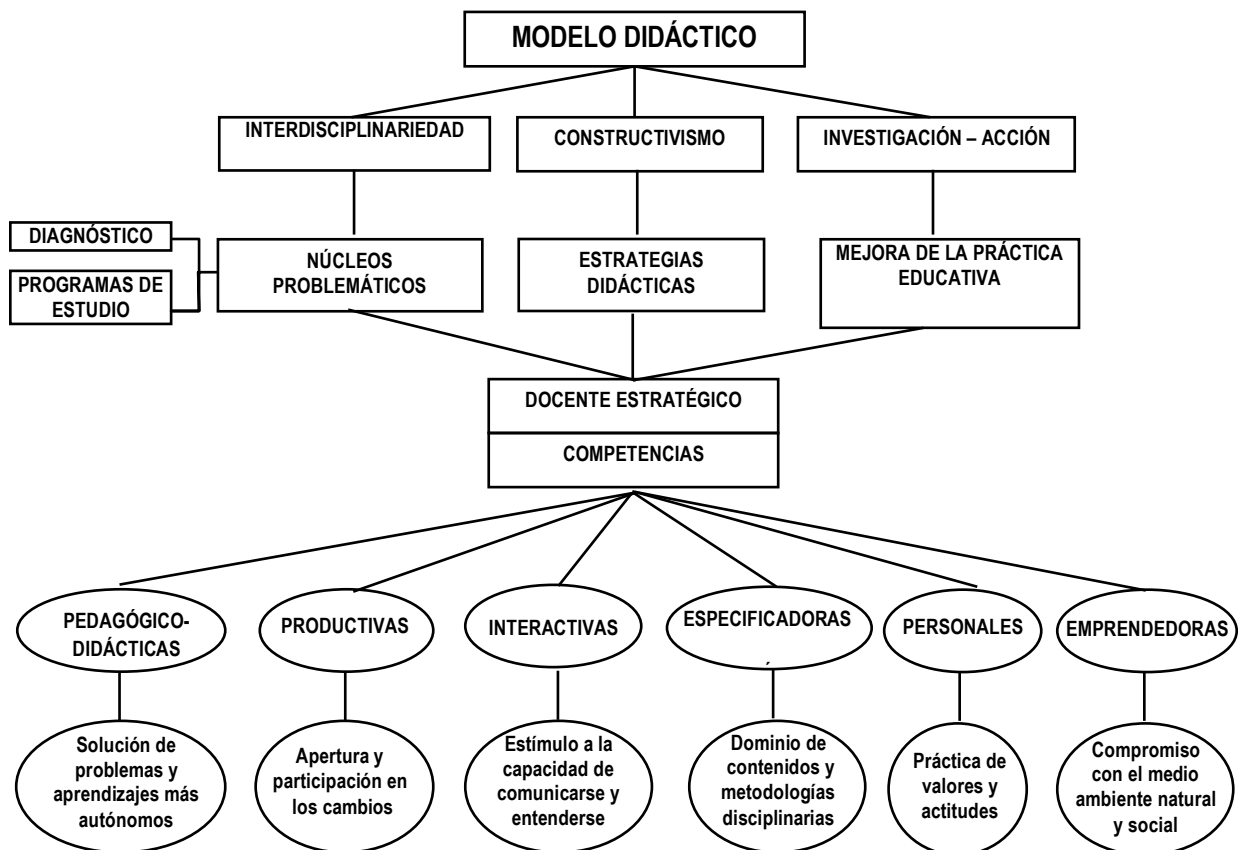 MODELO DIDÁCTICO
INTERDISCIPLINARIEDAD
CONSTRUCTIVISMO
INVESTIGACIÓN – ACCIÓN
DIAGNÓSTICO
PROGRAMAS DE
ESTUDIO
NÚCLEOS
PROBLEMÁTICOS
ESTRATEGIAS
DIDÁCTICAS
MEJORA DE LA PRÁCTICA
EDUCATIVA
DOCENTE ESTRATÉGICO
COMPETENCIAS
PEDAGÓGICO-
DIDÁCTICAS
PRODUCTIVAS
INTERACTIVAS
ESPECIFICADORAS
PERSONALES
EMPRENDEDORAS
Solución de
problemas y
aprendizajes más
autónomos
Apertura y
participación en
los cambios
Estímulo a la
capacidad de
comunicarse y
entenderse
Dominio de
contenidos y
metodologías
disciplinarias
Práctica de
valores y
actitudes
Compromiso
con el medio
ambiente natural
y social